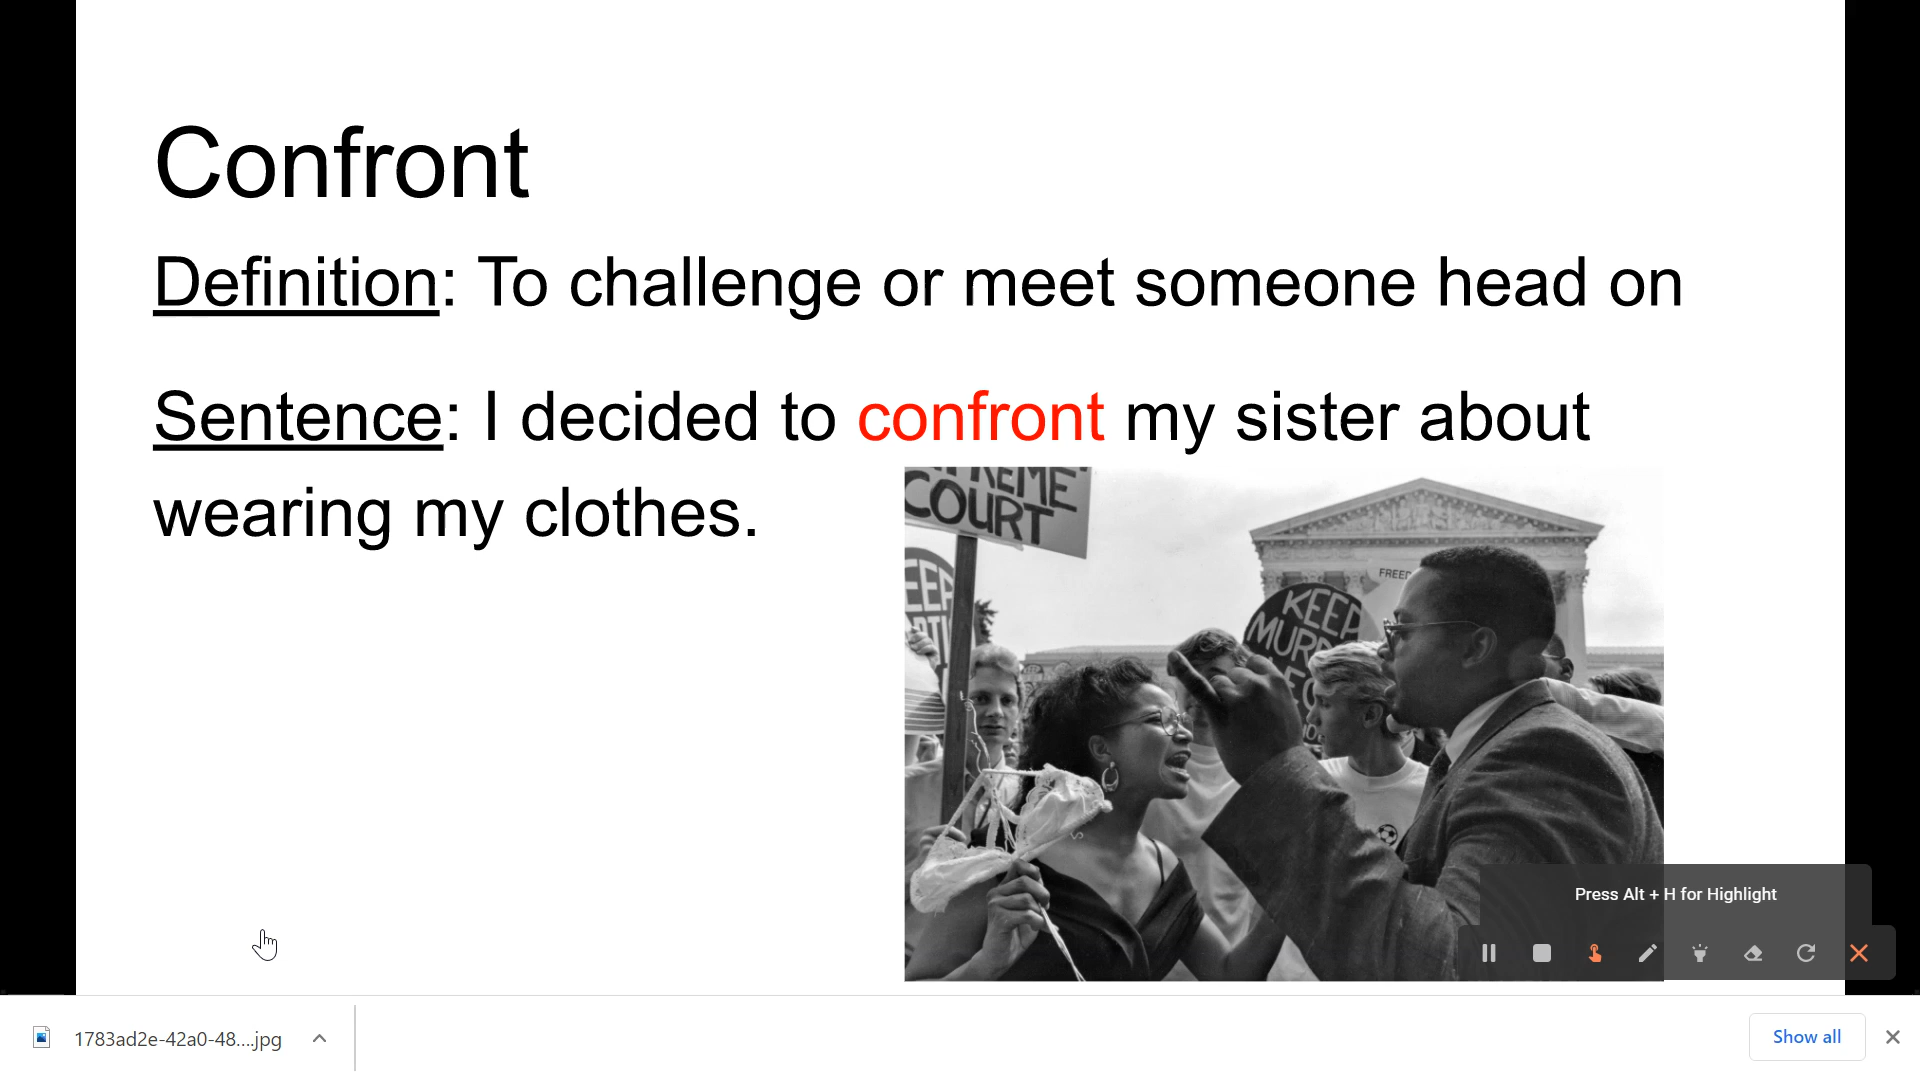 Confront
Definition: To challenge or meet someone head on
Sentence: I decided to confront my sister about
wearing my clothes.
COURT
KEEP
Press Alt + H for Highlight
1783ad2e-42a0-48....jpg
Show all